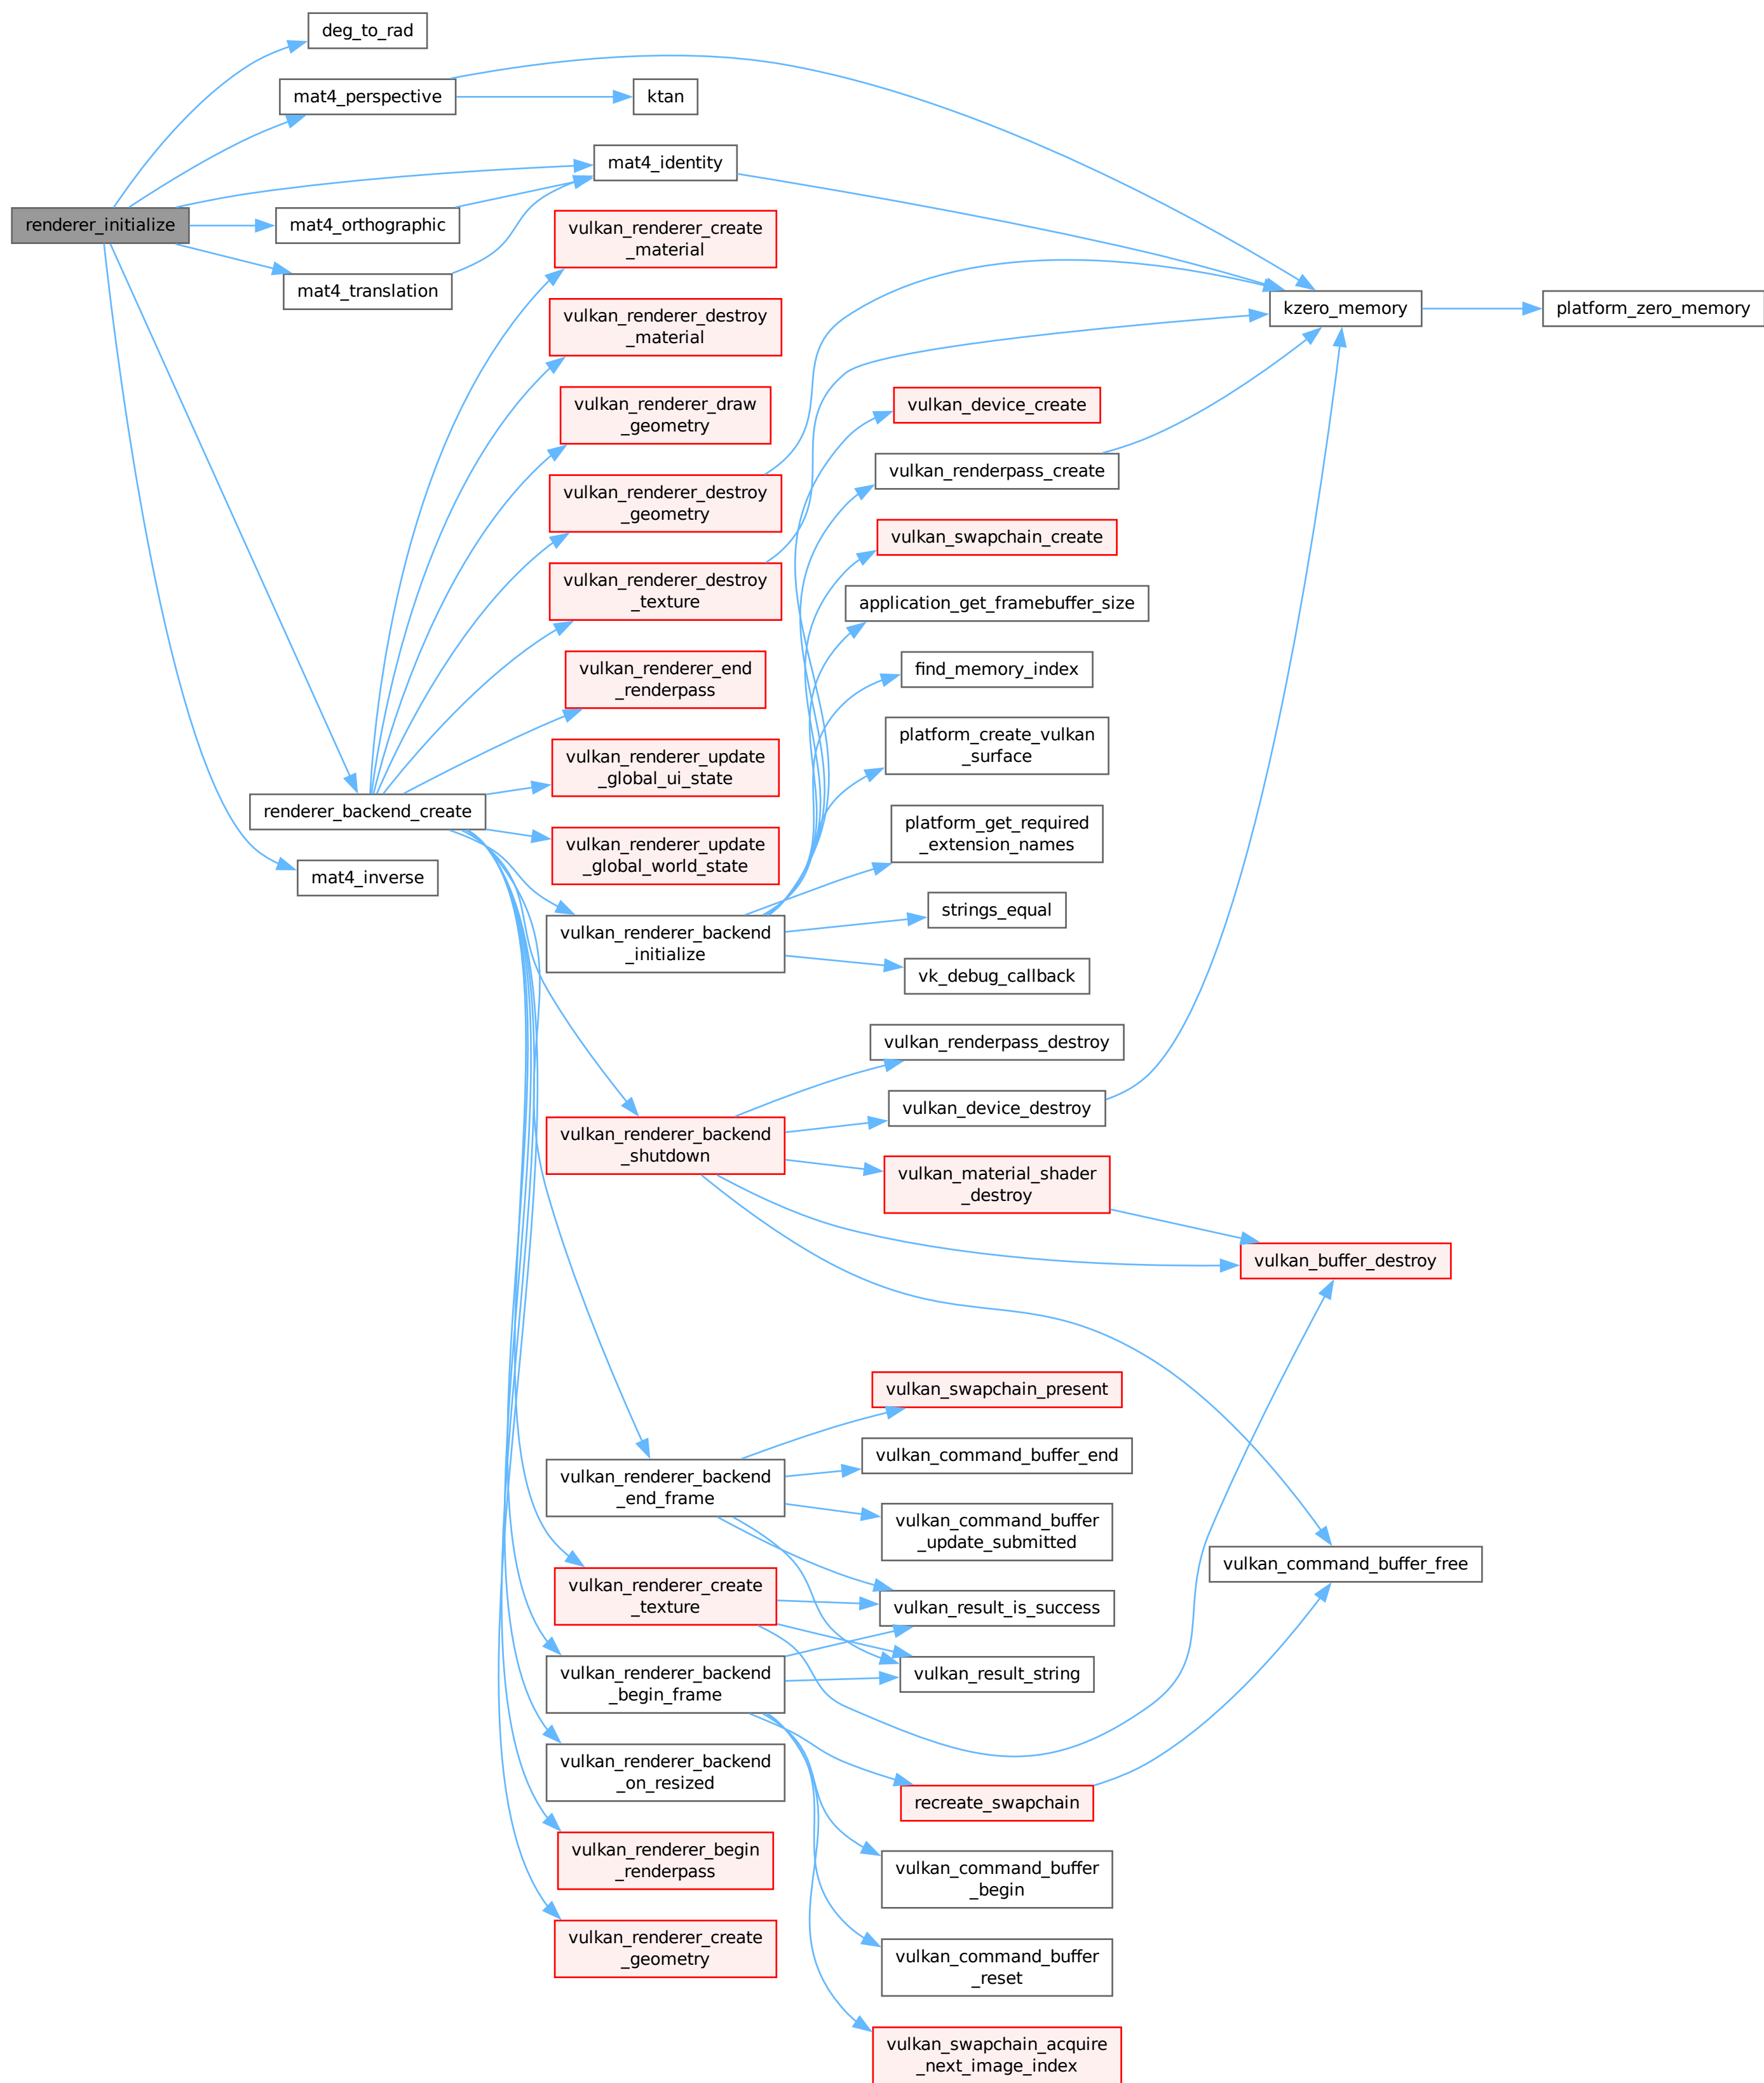 deg_to_rad
mat4_perspective
ktan
mat4_identity
renderer_initialize
mat4_orthographic
mat4_translation
vulkan_renderer_create
_material
vulkan_renderer_destroy
_material
kzero_memory
platform_zero_memory
vulkan_renderer_draw
_geometry
vulkan_device_create
vulkan_renderpass_create
vulkan_renderer_destroy
_geometry
vulkan_swapchain_create
vulkan_renderer_destroy
_texture
application_get_framebuffer_size
vulkan_renderer_end
_renderpass
find_memory_index
vulkan_renderer_update
_global_ui_state
platform_create_vulkan
_surface
renderer_backend_create
vulkan_renderer_update
_global_world_state
platform_get_required
_extension_names
mat4_inverse
strings_equal
vulkan_renderer_backend
_initialize
vk_debug_callback
vulkan_renderpass_destroy
vulkan_device_destroy
vulkan_renderer_backend
_shutdown
vulkan_material_shader
_destroy
vulkan_buffer_destroy
vulkan_swapchain_present
vulkan_command_buffer_end
vulkan_renderer_backend
_end_frame
vulkan_command_buffer
_update_submitted
vulkan_command_buffer_free
vulkan_renderer_create
_texture
vulkan_result_is_success
vulkan_result_string
vulkan_renderer_backend
_begin_frame
vulkan_renderer_backend
_on_resized
recreate_swapchain
vulkan_renderer_begin
_renderpass
vulkan_command_buffer
_begin
vulkan_renderer_create
_geometry
vulkan_command_buffer
_reset
vulkan_swapchain_acquire
_next_image_index